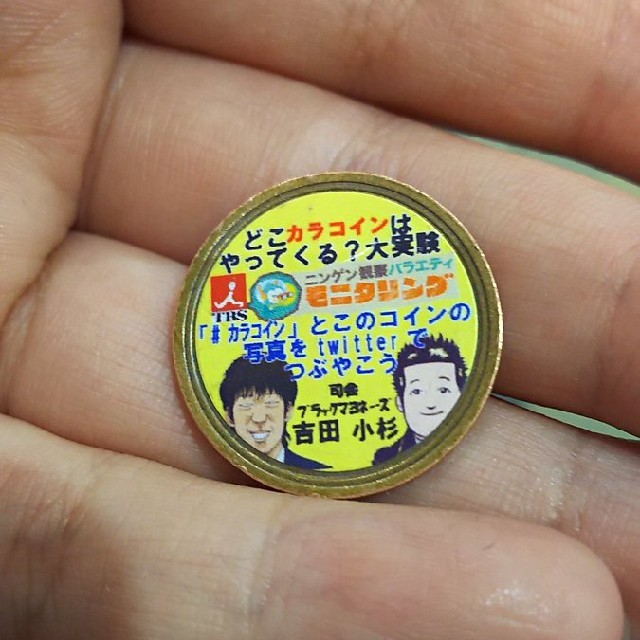 どこカラコインは
やってくる？大実験
ニンゲン観察バラエティ
モニタリング
TBS
「# カラコイン」とこのコインの
写真を twitter で
つぶやこう
司会
ブラックマヨネーズ
吉田 小杉